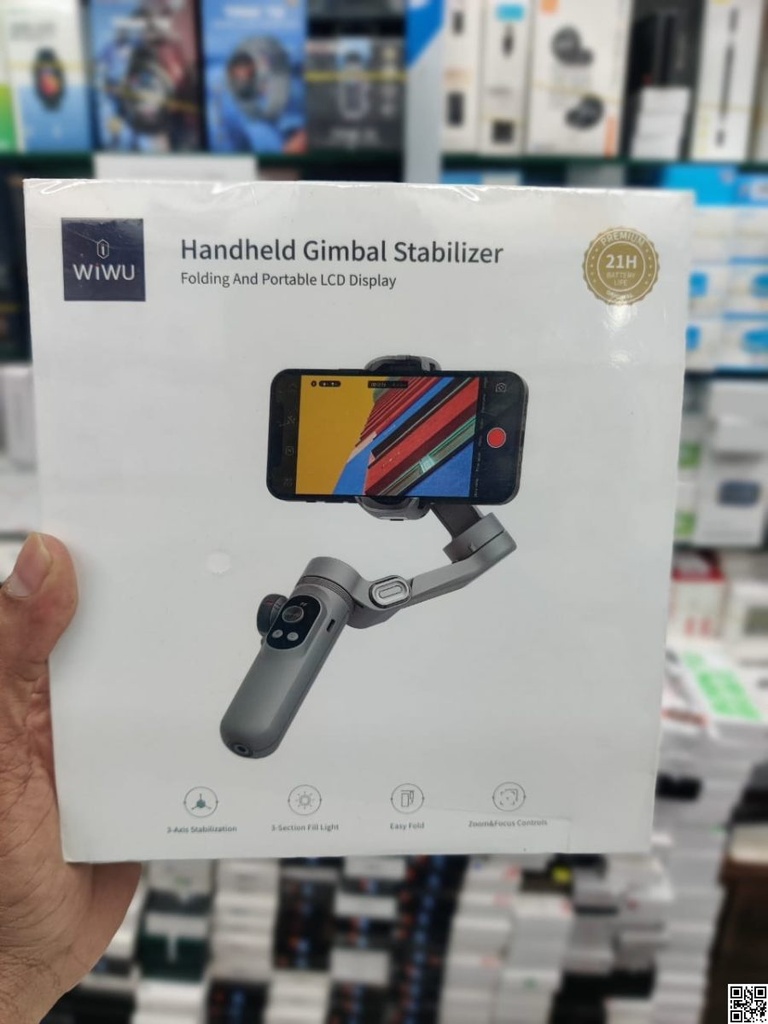 WiWU
Handheld Gimbal Stabilizer
Folding And Portable LCD Display
PREMIUM
21H
BATTERY
LIFE
3-Axis Stabilization
3-Section Fill Light
Easy Fold
Zoom&Focus Controls